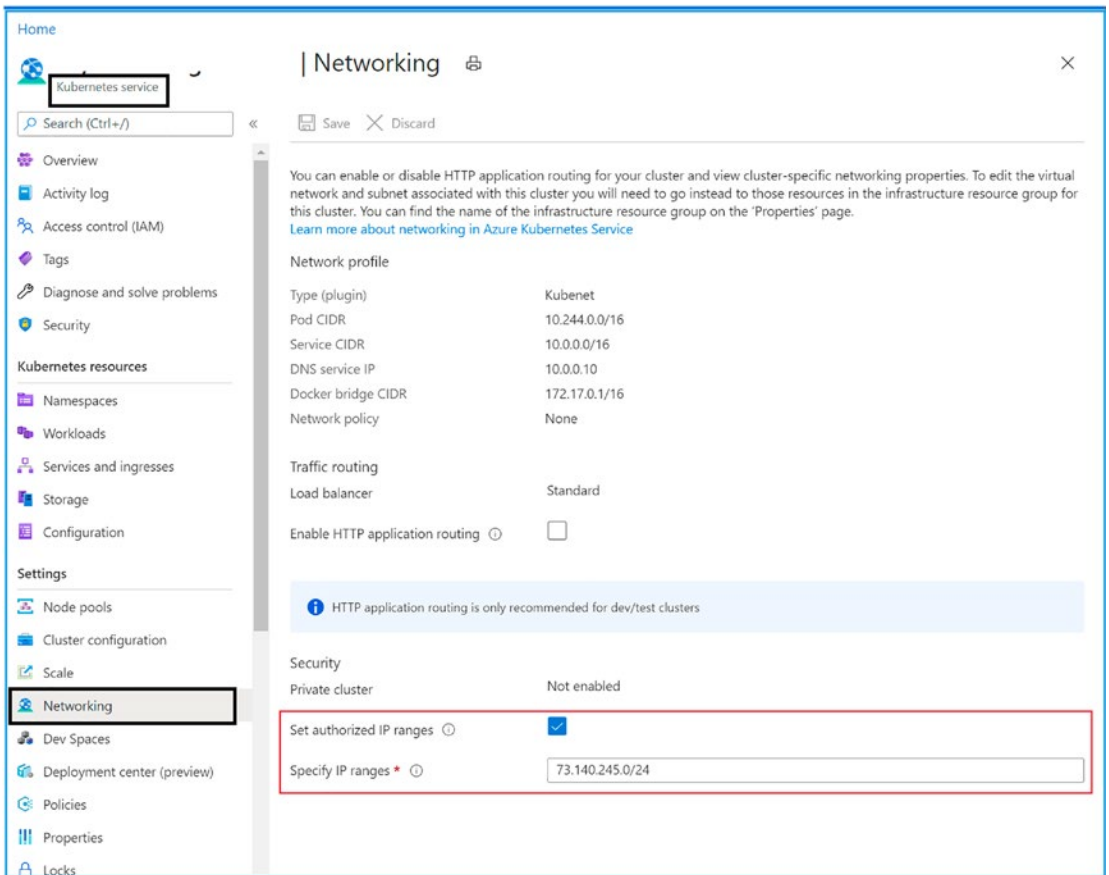 Home
Kubernetes service
Search (Ctrl+/)
«
Overview
Activity log
Access control (IAM)
Tags
Diagnose and solve problems
Security
Kubernetes resources
Namespaces
Workloads
Services and ingresses
Storage
Configuration
Settings
Node pools
Cluster configuration
Scale
Networking
Dev Spaces
Deployment center (preview)
Policies
Properties
Locks
| Networking
Save Discard
You can enable or disable HTTP application routing for your cluster and view cluster-specific networking properties. To edit the virtual
network and subnet associated with this cluster you will need to go instead to those resources in the infrastructure resource group for
this cluster. You can find the name of the infrastructure resource group on the 'Properties' page.
Learn more about networking in Azure Kubernetes Service
Network profile
Type (plugin) Kubenet
Pod CIDR 10.244.0.0/16
Service CIDR 10.0.0.0/16
DNS service IP 10.0.0.10
Docker bridge CIDR 172.17.0.1/16
Network policy None
Traffic routing
Load balancer Standard
Enable HTTP application routing
HTTP application routing is only recommended for dev/test clusters
Security
Private cluster Not enabled
Set authorized IP ranges
Specify IP ranges * 73.140.245.0/24